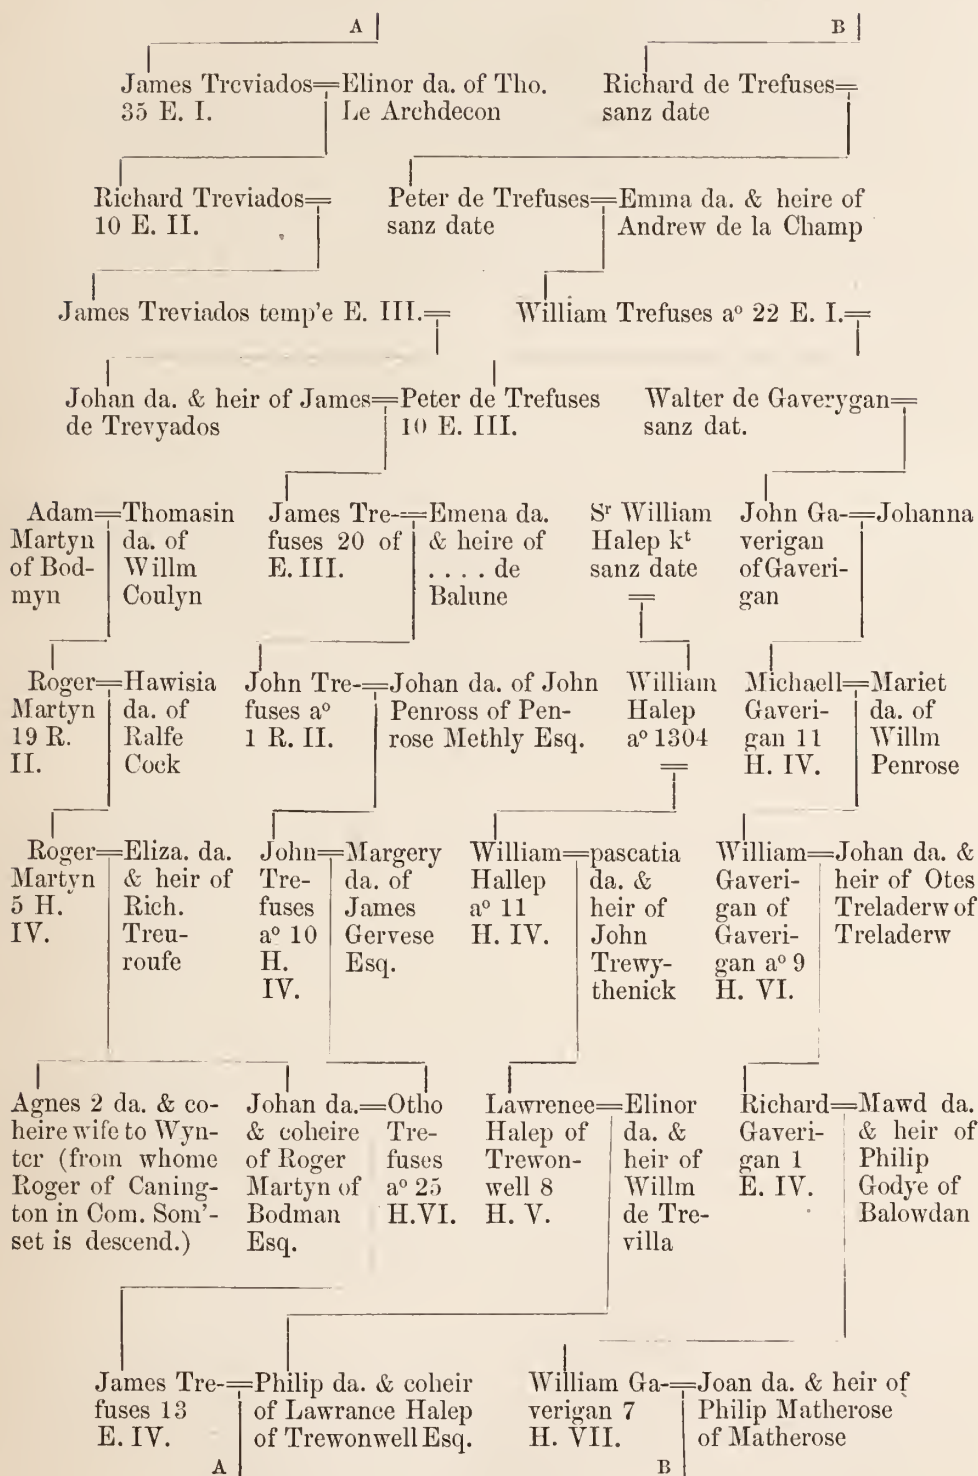 A B
James Treviados=Elinor da. of Tho. Richard de Trefuses=
35 E. I. Le Archdecon sanz date
Richard Treviados= Peter de Trefuses=Emma da. & heire of
10 E. II. sanz date Andrew de la Champ
James Treviados temp'e E. III.= William Trefuses aº 22 E. I.=
Johan da. & heir of James=Peter de Trefuses Walter de Gaverygan=
de Trevyados 10 E. III. sanz dat.
Adam=Thomasin James Tre-=Emena da. Sʳ William John Ga-=Johanna
Martyn da. of fuses 20 of & heire of Halep kᵗ verigan
of Bod- Willm E. III. . . . . de sanz date of Gaveri-
myn Coulyn Balune = gan
Roger=Hawisia John Tre-=Johan da. of John William Michaell=Mariet
Martyn da. of fuses aº Penross of Pen- Halep Gaveri- da. of
19 R. Ralfe 1 R. II. rose Methly Esq. aº 1304 gan 11 Willm
II. Cock = H. IV. Penrose
Roger=Eliza. da. John=Margery William=pascatia William=Johan da. &
Martyn & heir of Tre- da. of Hallep da. & Gaveri- heir of Otes
5 H. Rich. fuses James aº 11 heir of gan of Treladerw of
IV. Treu- aº 10 Gervese H. IV. John Gaveri- Treladerw
roufe H. Esq. Trewy- gan aº 9
IV. thenick H. VI.
Agnes 2 da. & co- Johan da.=Otho Lawrence=Elinor Richard=Mawd da.
heire wife to Wyn- & coheire Tre- Halep of da. & Gaveri- & heir of
ter (from whome of Roger fuses Trewon- heir of gan 1 Philip
Roger of Caning- Martyn of aº 25 well 8 Willm E. IV. Godye of
ton in Com. Som'- Bodman H.VI. H. V. de Tre- Balowdan
set is descend.) Esq. villa
James Tre-=Philip da. & coheir William Ga-=Joan da. & heir of
fuses 13 of Lawrance Halep verigan 7 Philip Matherose
E. IV. of Trewonwell Esq. H. VII. of Matherose
A B